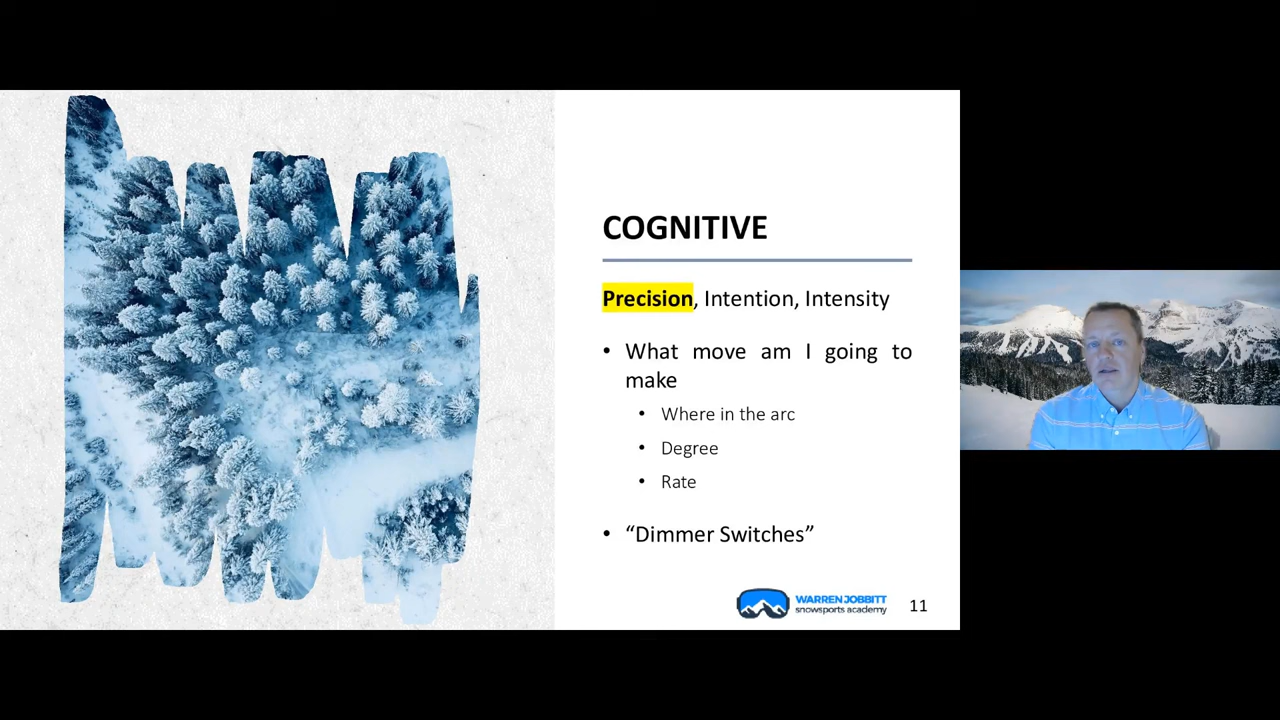 COGNITIVE
Precision, Intention, Intensity
• What move am I going to
make
• Where in the arc
• Degree
• Rate
• “Dimmer Switches”
WARREN JOBBITT
snowsports academy
11